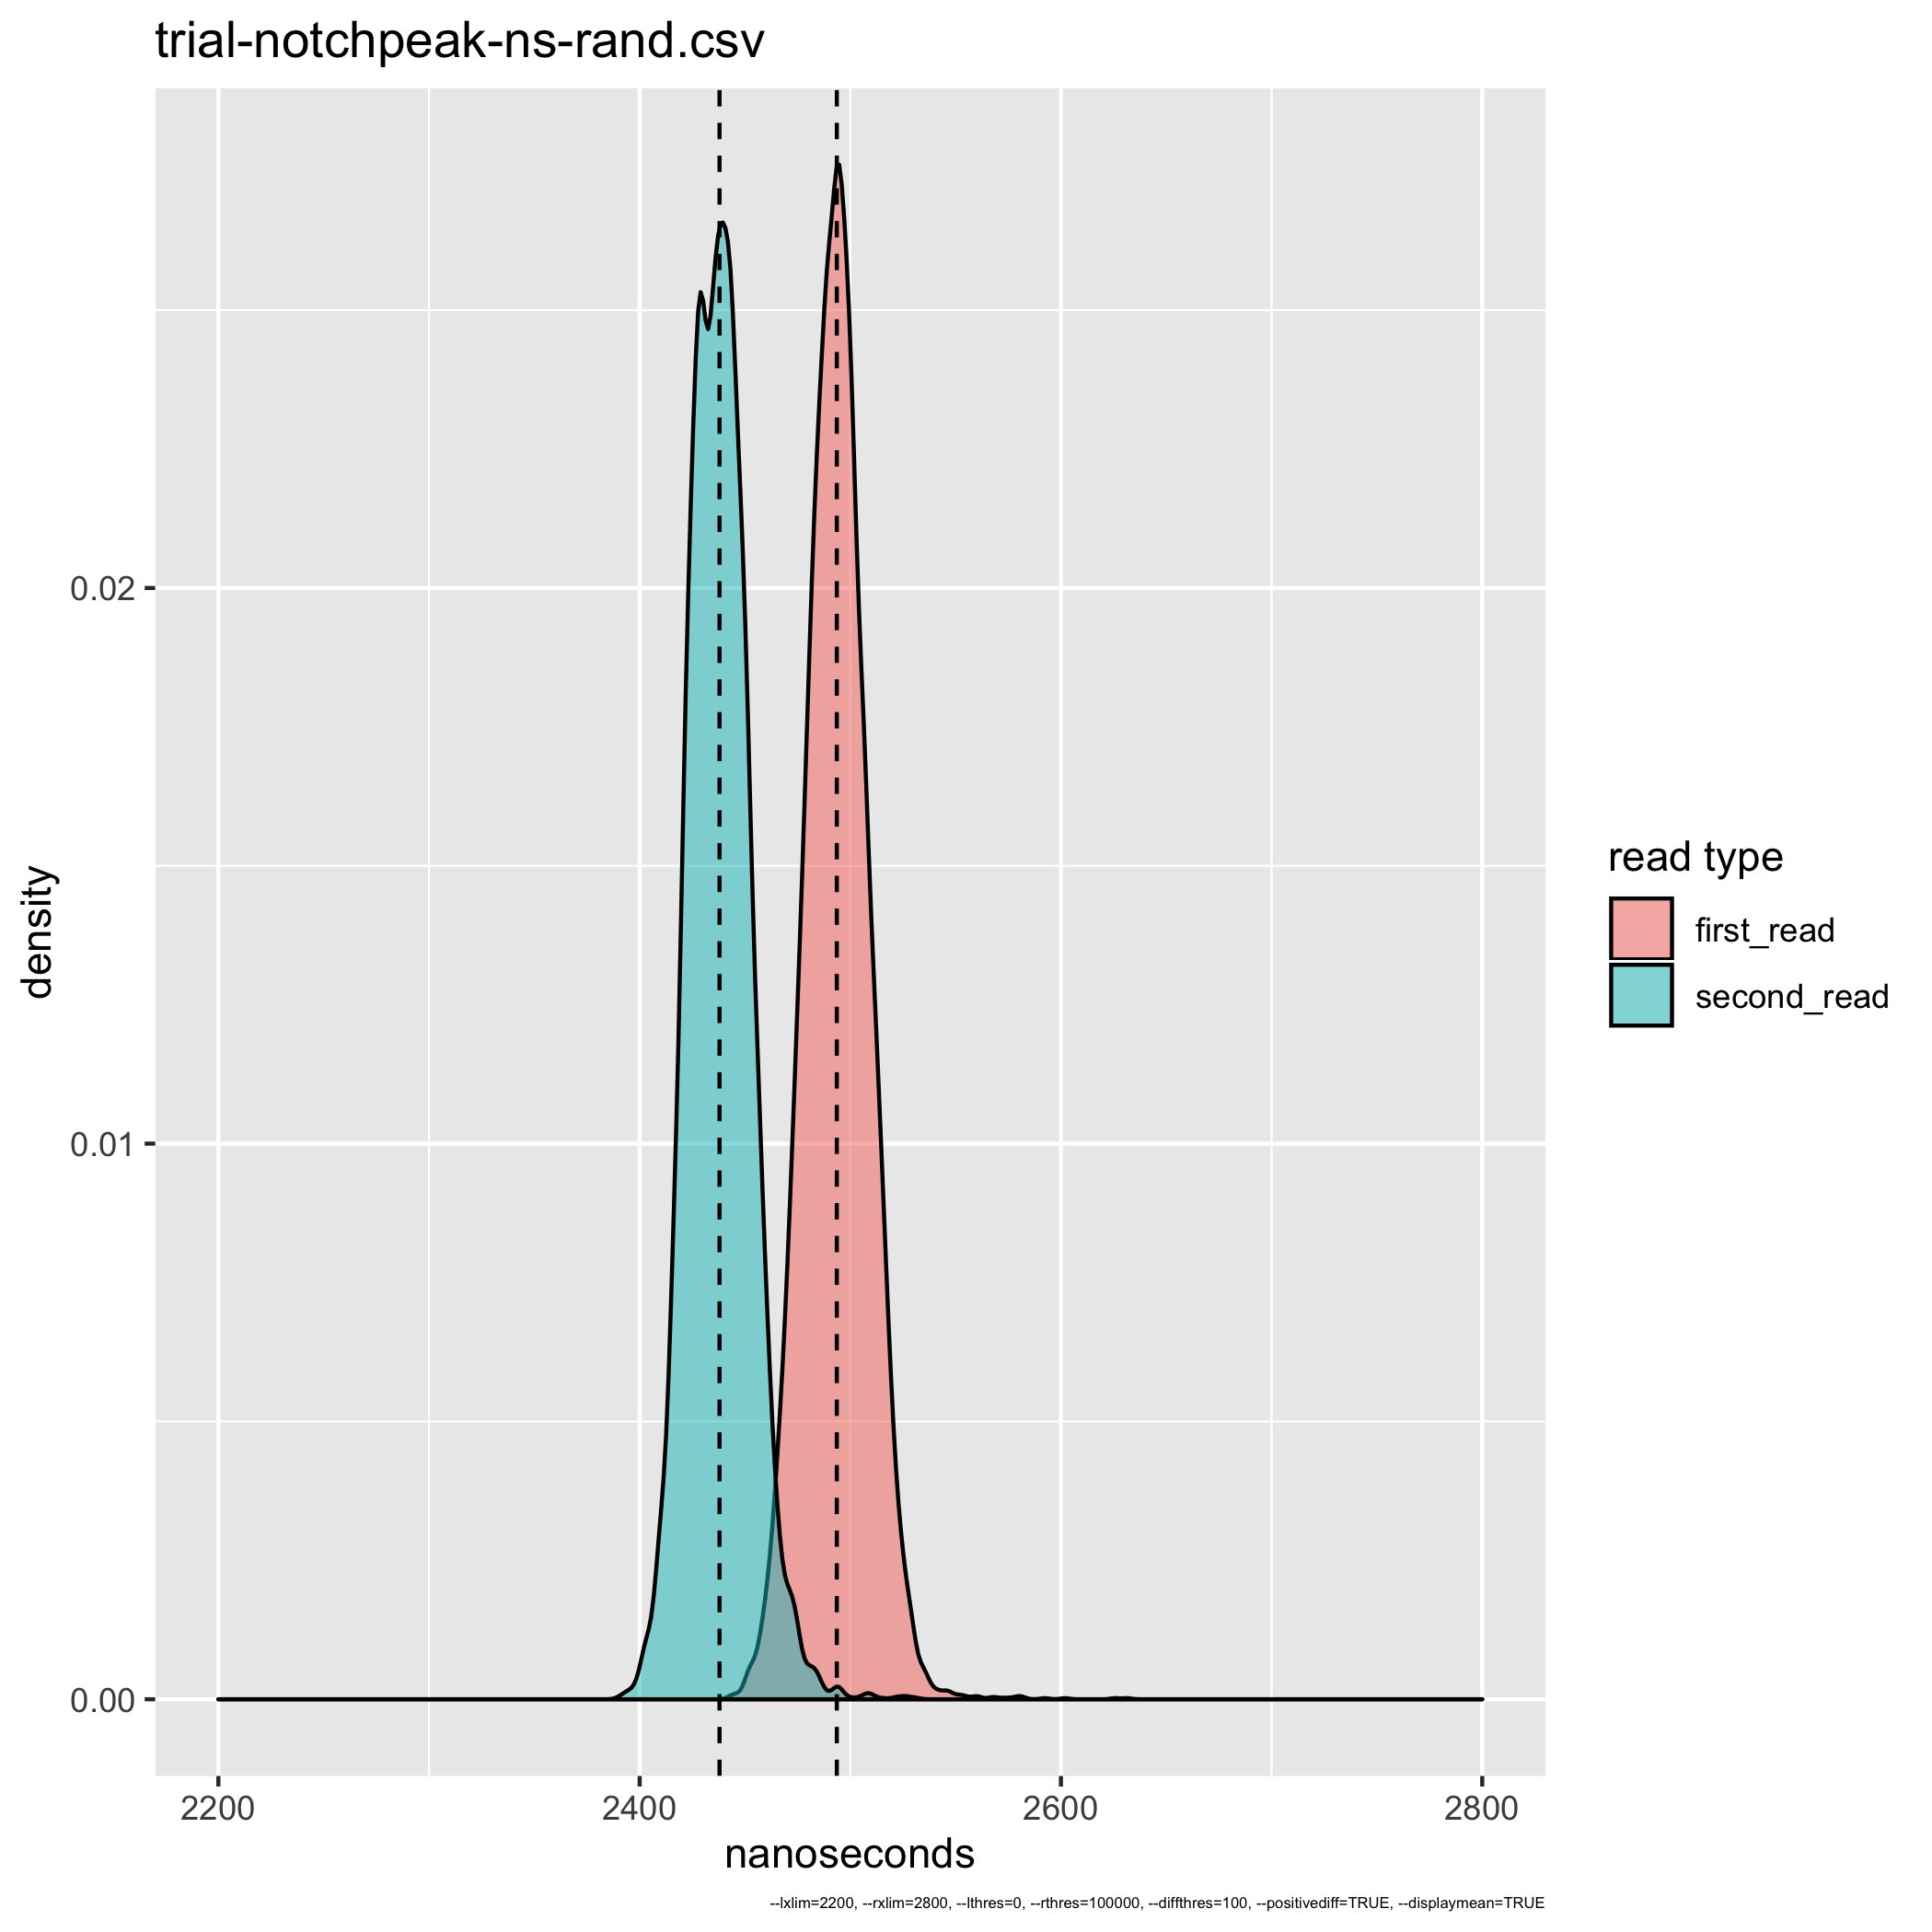 trial-notchpeak-ns-rand.csv
density
0.02
0.01
0.00
2200 2400 2600 2800
nanoseconds
read type
first_read
second_read
--lxlim=2200, --rxlim=2800, --lthres=0, --rthres=100000, --diffthres=100, --positivediff=TRUE, --displaymean=TRUE